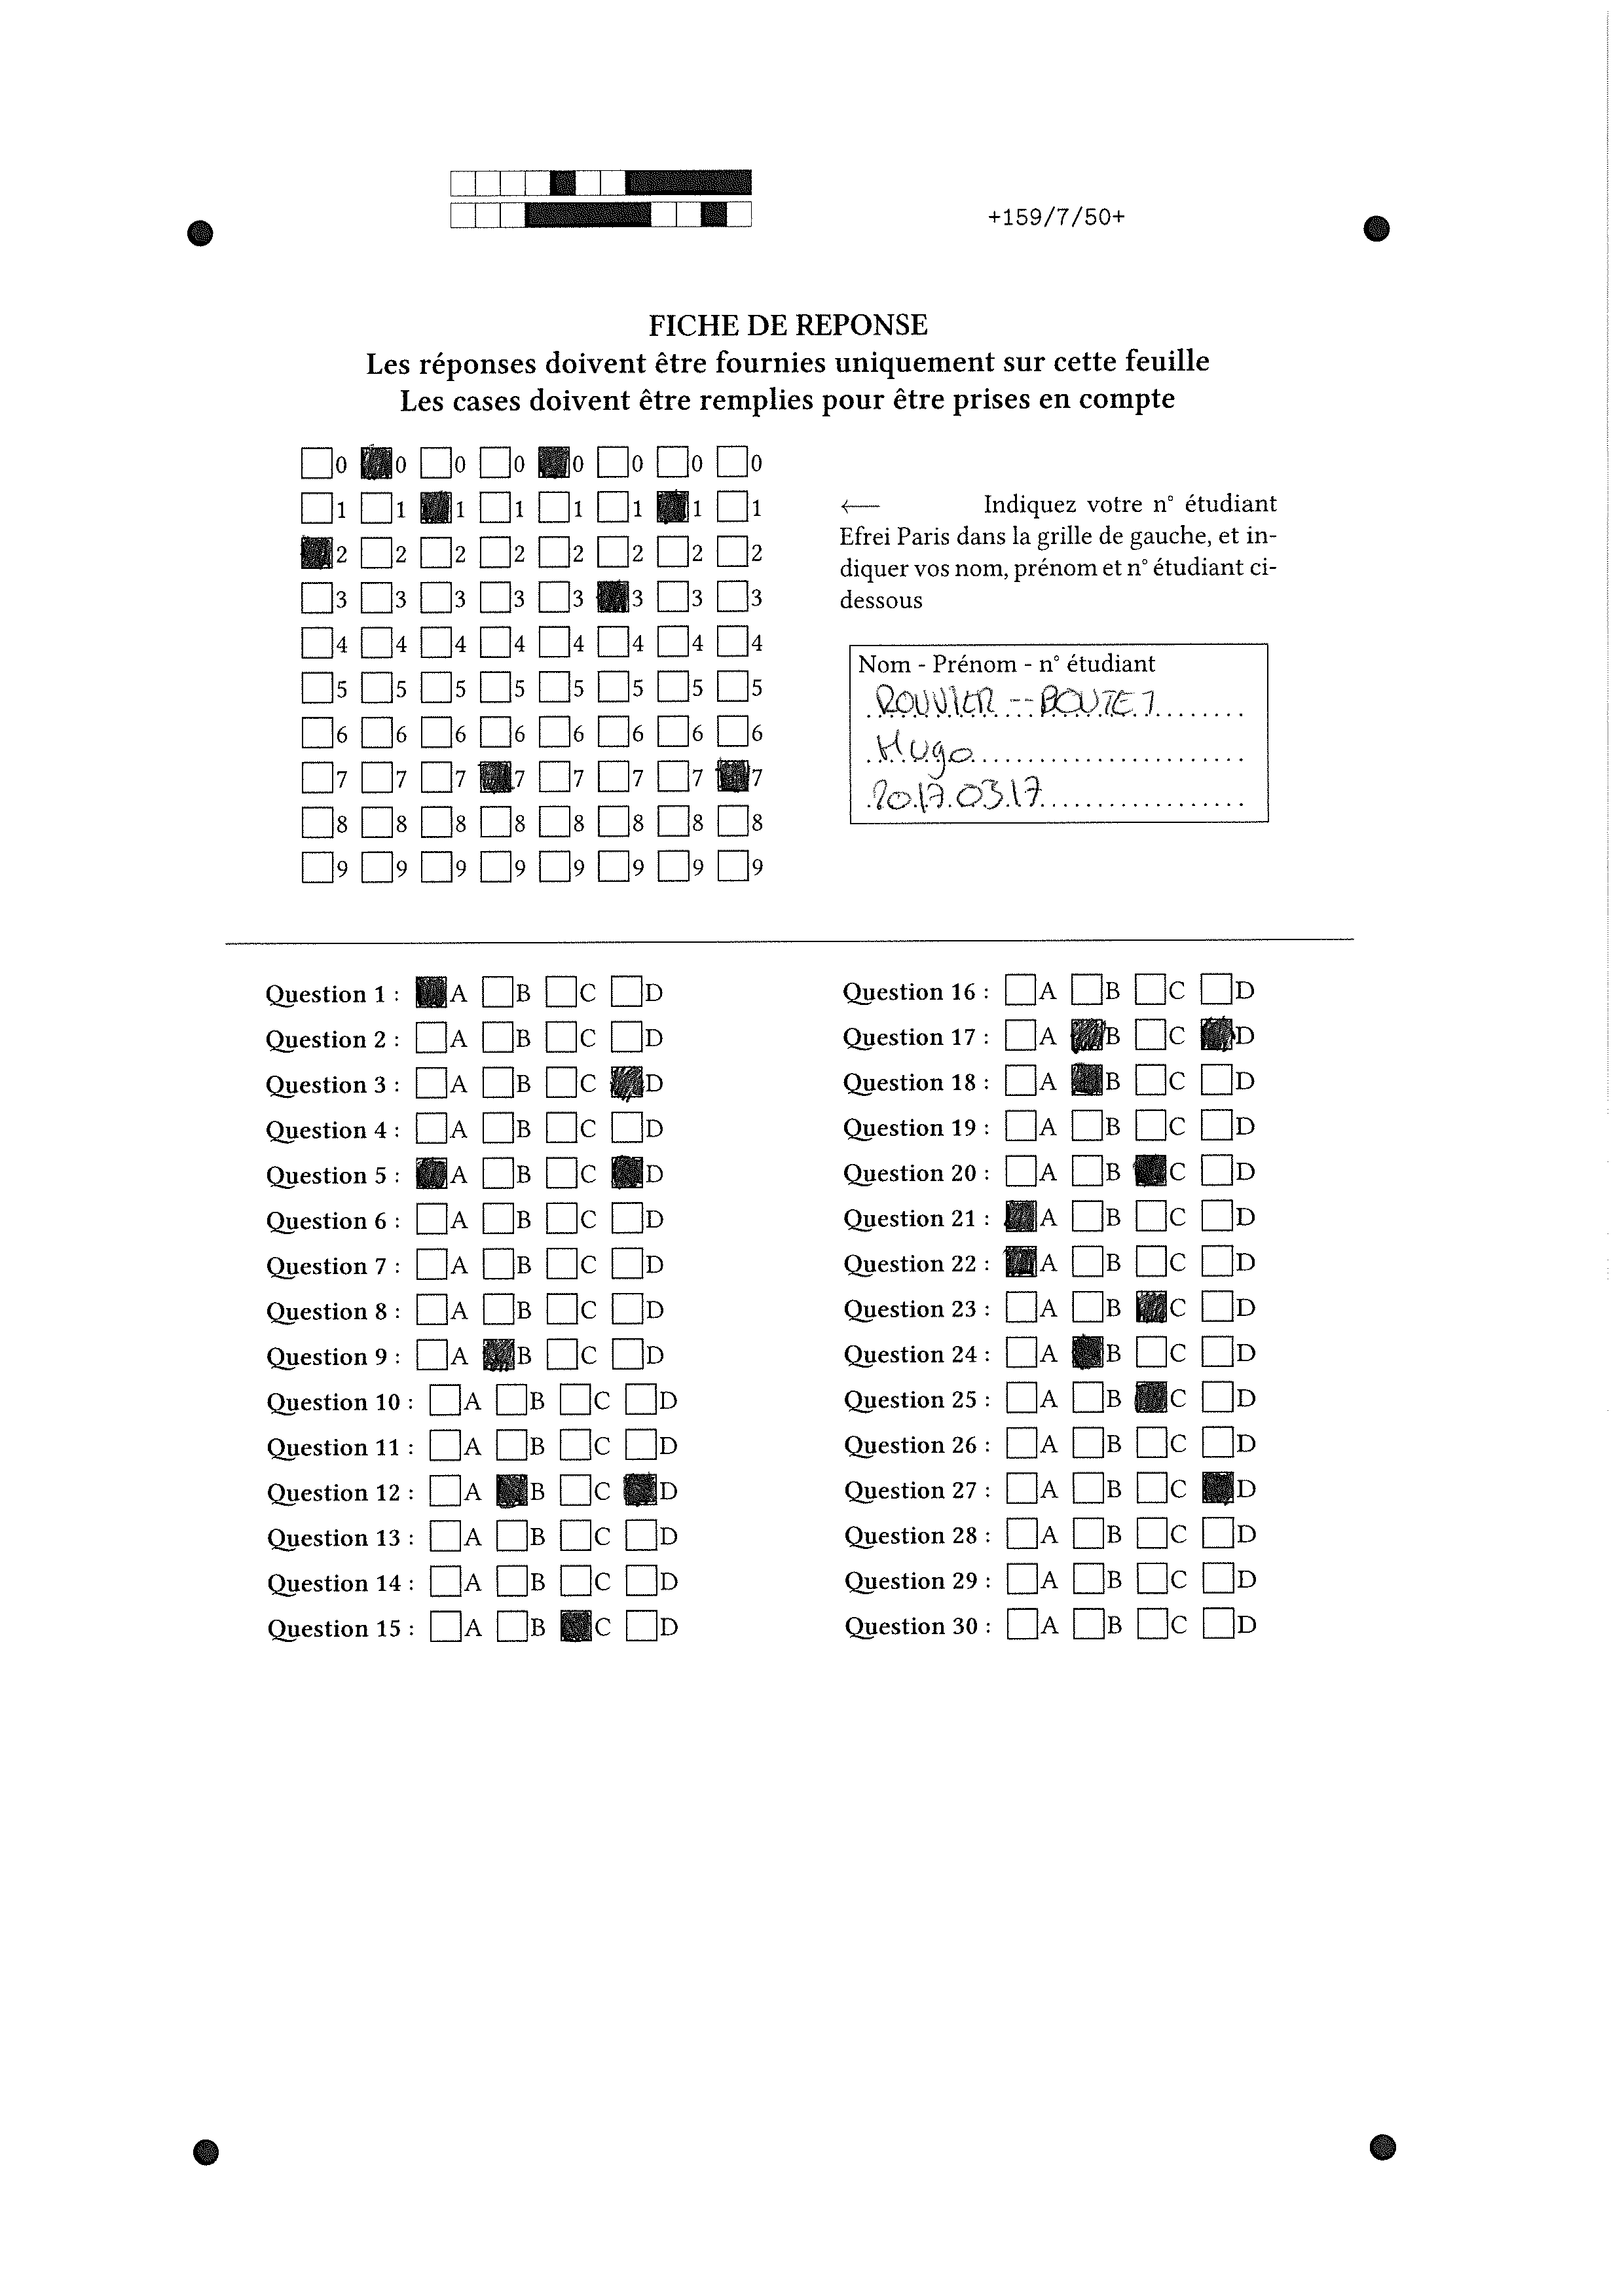 +159/7/50+
FICHE DE REPONSE
Les réponses doivent être fournies uniquement sur cette feuille
Les cases doivent être remplies pour être prises en compte
0 0 0 0 0 0 0 0
1 1 1 1 1 1 1 1
2 2 2 2 2 2 2 2
3 3 3 3 3 3 3 3
4 4 4 4 4 4 4 4
5 5 5 5 5 5 5 5
6 6 6 6 6 6 6 6
7 7 7 7 7 7 7 7
8 8 8 8 8 8 8 8
9 9 9 9 9 9 9 9
← Indiquez votre n° étudiant
Efrei Paris dans la grille de gauche, et in-
diquer vos nom, prénom et n° étudiant ci-
dessous
Nom - Prénom - n° étudiant
ROUVIER--
Hugo
20170317
Question 1 : A B C D
Question 2 : A B C D
Question 3 : A B C D
Question 4 : A B C D
Question 5 : A B C D
Question 6 : A B C D
Question 7 : A B C D
Question 8 : A B C D
Question 9 : A B C D
Question 10 : A B C D
Question 11 : A B C D
Question 12 : A B C D
Question 13 : A B C D
Question 14 : A B C D
Question 15 : A B C D
Question 16 : A B C D
Question 17 : A B C D
Question 18 : A B C D
Question 19 : A B C D
Question 20 : A B C D
Question 21 : A B C D
Question 22 : A B C D
Question 23 : A B C D
Question 24 : A B C D
Question 25 : A B C D
Question 26 : A B C D
Question 27 : A B C D
Question 28 : A B C D
Question 29 : A B C D
Question 30 : A B C D